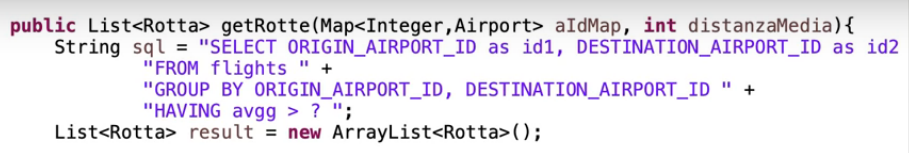 public List<Rotta> getRotte(Map<Integer,Airport> aIdMap, int distanzaMedia){
String sql = "SELECT ORIGIN_AIRPORT_ID as id1, DESTINATION_AIRPORT_ID as id2
"FROM flights " +
"GROUP BY ORIGIN_AIRPORT_ID, DESTINATION_AIRPORT_ID " +
"HAVING avgg > ? ";
List<Rotta> result = new ArrayList<Rotta>();